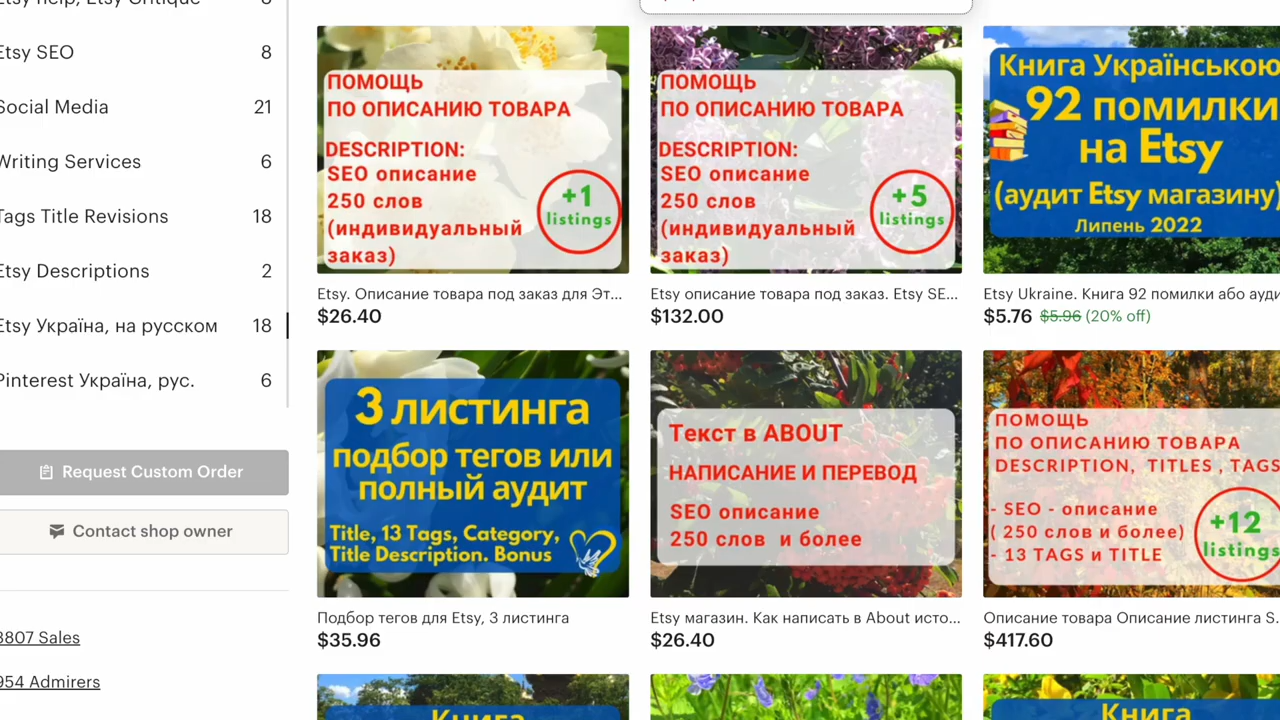 Etsy help, Etsy Critique
Etsy SEO 8
Social Media 21
Writing Services 6
Tags Title Revisions 18
Etsy Descriptions 2
Etsy Україна, на русском 18
Pinterest Україна, рус. 6
Request Custom Order
Contact shop owner
3807 Sales
954 Admirers
ПОМОЩЬ
ПО ОПИСАНИЮ ТОВАРА
DESCRIPTION:
SEO описание
250 слов
(индивидуальный
заказ)
+1
listings
Etsy. Описание товара под заказ для Эт...
$26.40
ПОМОЩЬ
ПО ОПИСАНИЮ ТОВАРА
DESCRIPTION:
SEO описание
250 слов
(индивидуальный
заказ)
+5
listings
Etsy описание товара под заказ. Etsy SE...
$132.00
Книга Українською
92 помилки
на Etsy
(аудит Etsy магазину)
Липень 2022
Etsy Ukraine. Книга 92 помилки або ауди
$5.76 $5.96 (20% off)
3 листинга
подбор тегов или
полный аудит
Title, 13 Tags, Category,
Title Description. Bonus
Подбор тегов для Etsy, 3 листинга
$35.96
Текст в ABOUT
НАПИСАНИЕ И ПЕРЕВОД
SEO описание
250 слов и более
Etsy магазин. Как написать в About исто...
$26.40
ПОМОЩЬ
ПО ОПИСАНИЮ ТОВАРА
DESCRIPTION, TITLES , TAGS
- SEO - описание
( 250 слов и более)
- 13 TAGS и TITLE
+12
listings
Описание товара Описание листинга S...
$417.60
Книга
Книга